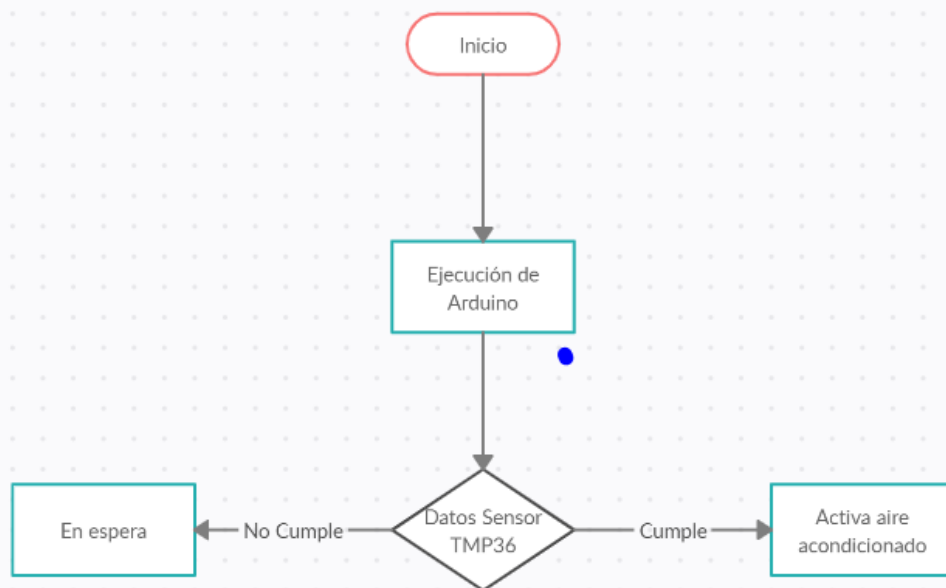 Inicio
Ejecución de
Arduino
En espera
No Cumple
Datos Sensor
TMP36
Cumple
Activa aire
acondicionado